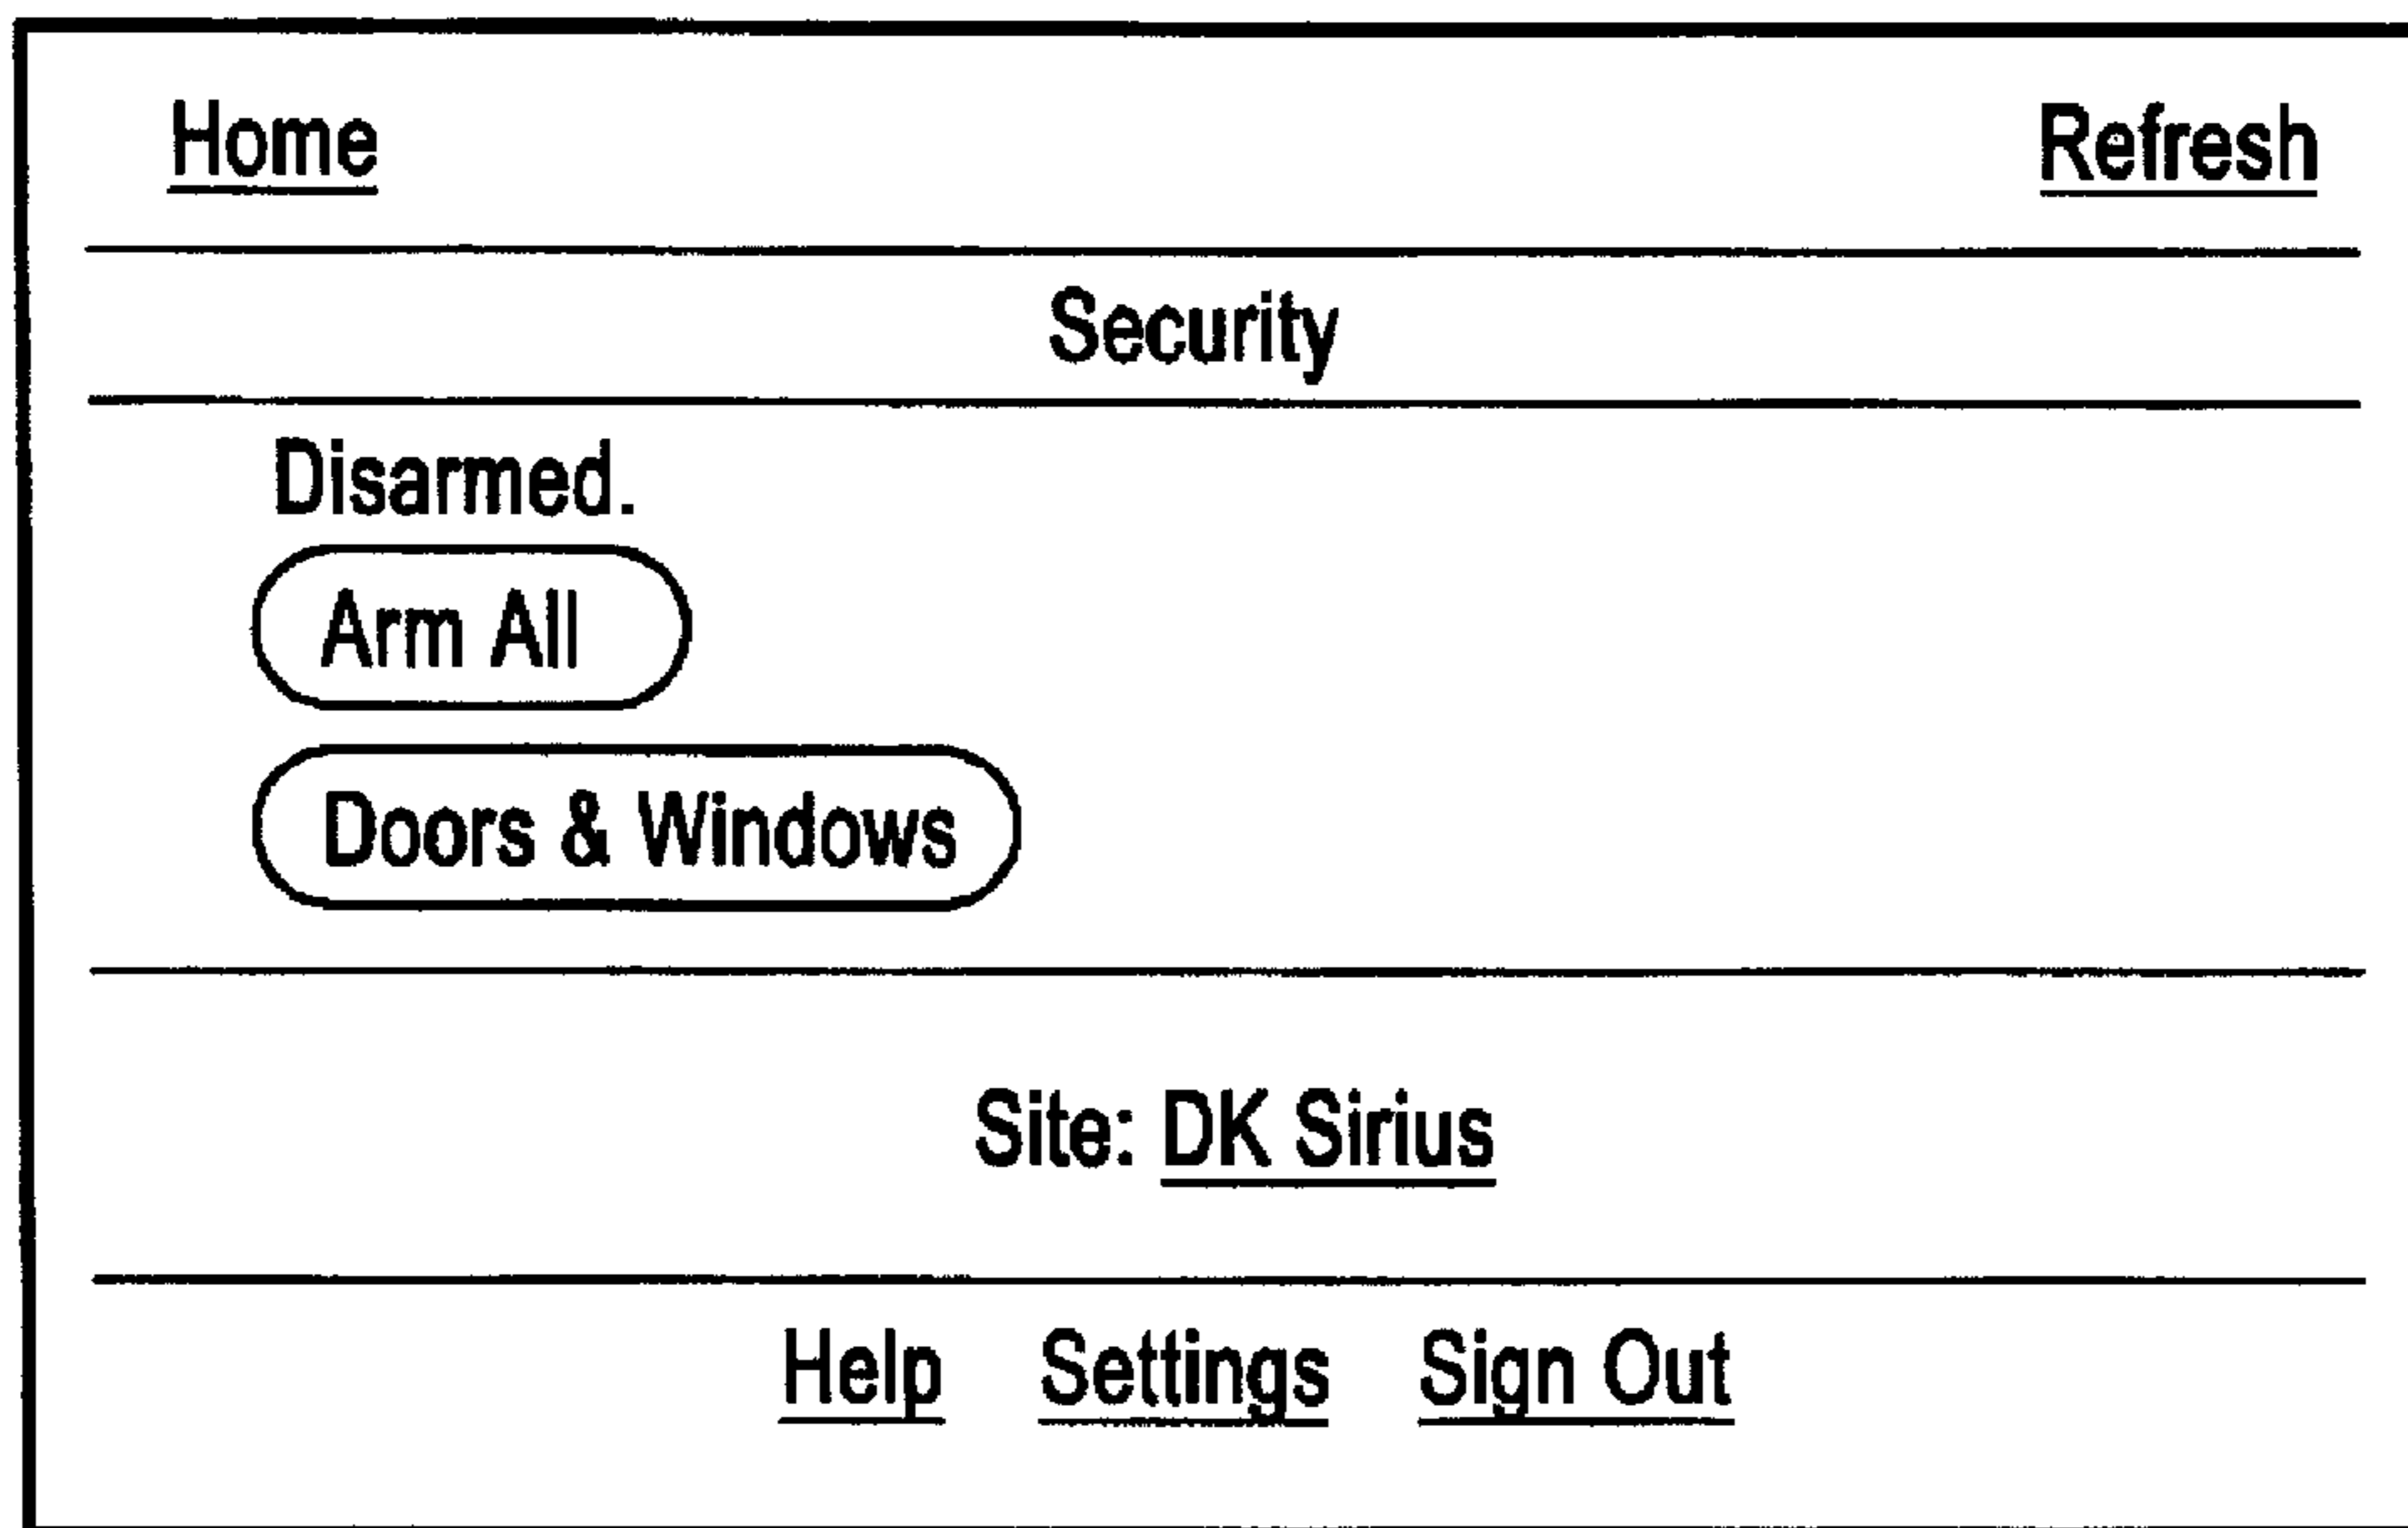 Home Refresh
Security
Disarmed.
Arm All
Doors & Windows
Site: DK Sirius
Help Settings Sign Out